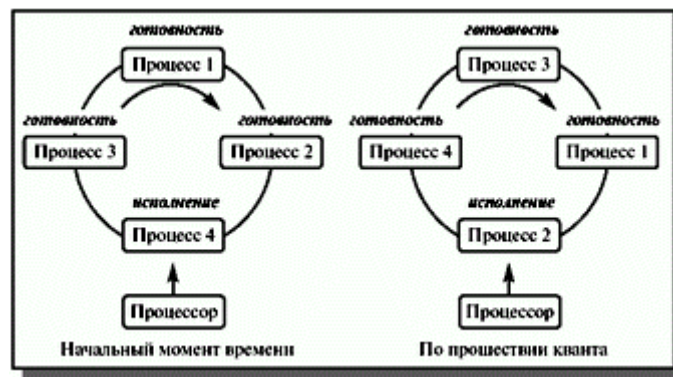 готовность
Процесс 1
готовность
готовность
Процесс 3
Процесс 2
исполнение
Процесс 4
Процессор
Начальный момент времени
готовность
Процесс 3
готовность
готовность
Процесс 4
Процесс 1
исполнение
Процесс 2
Процессор
По прошествии кванта